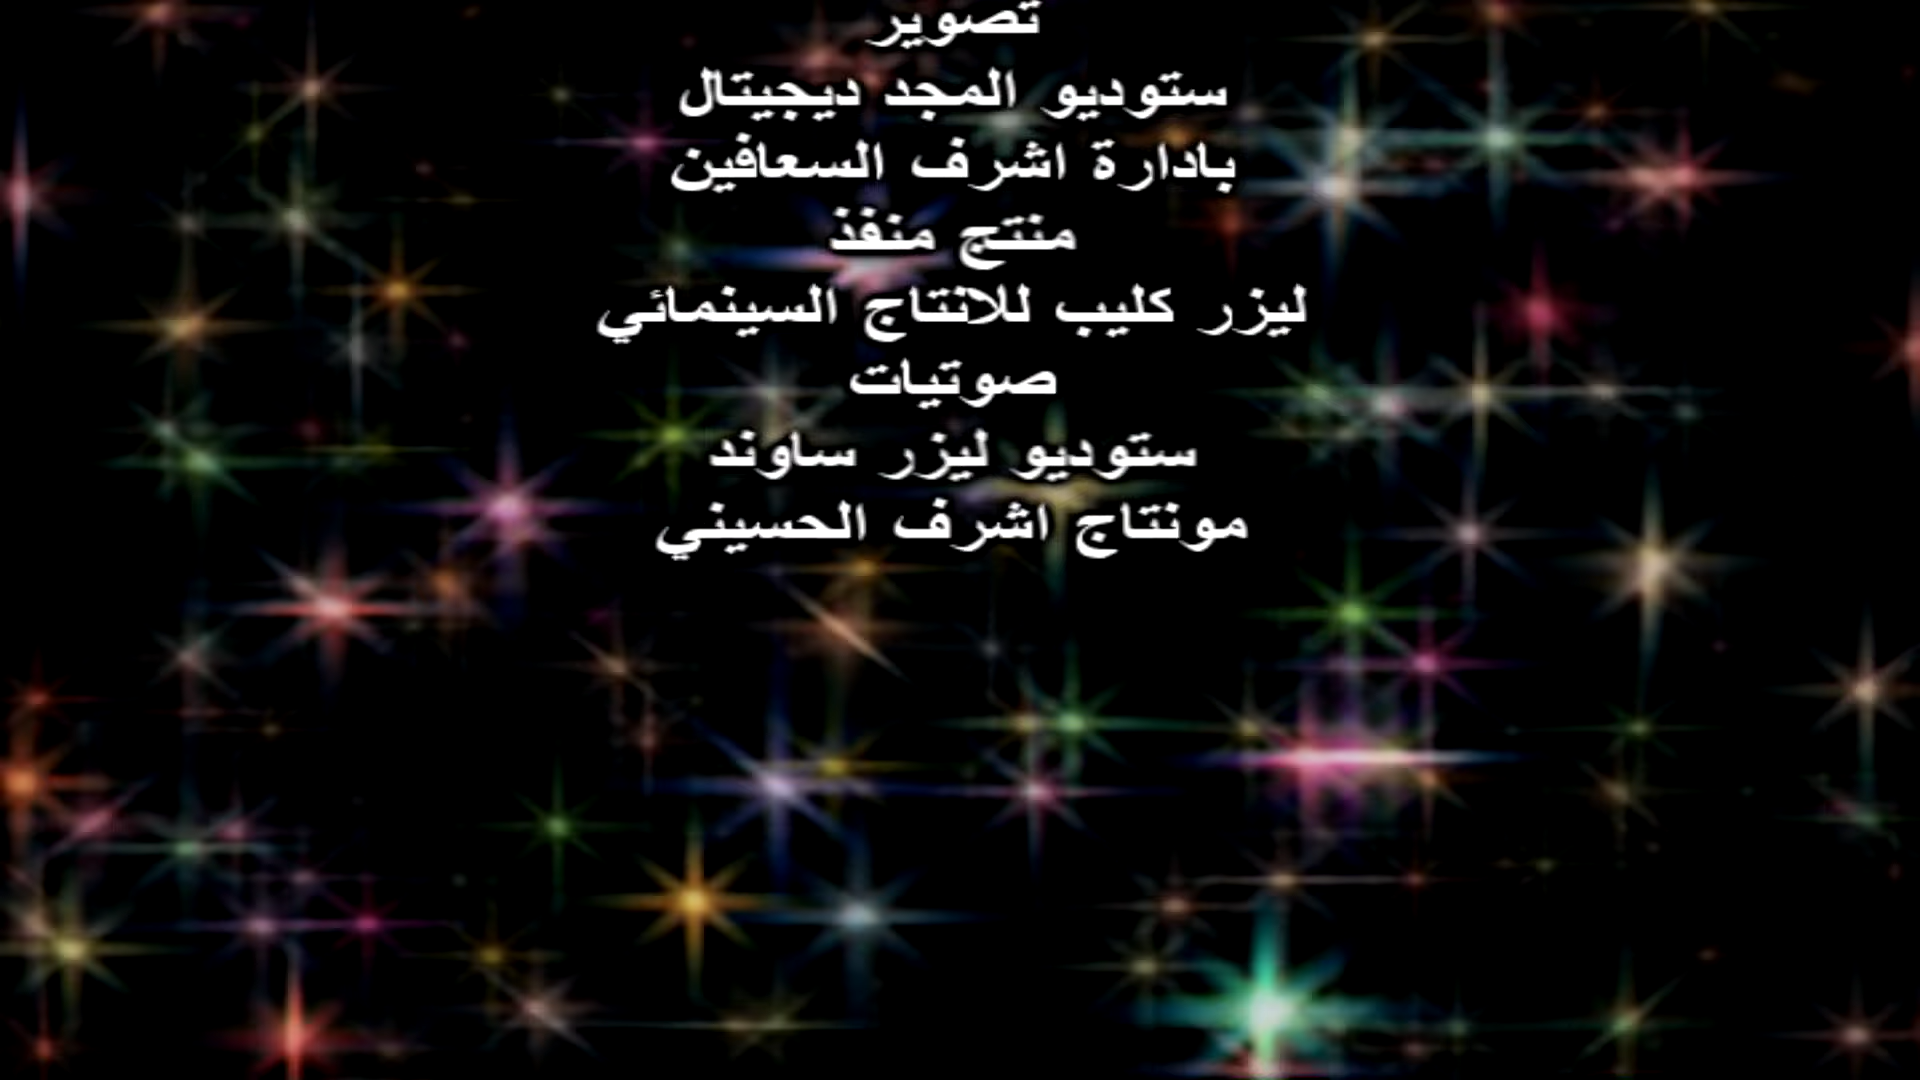 تصوير
ستوديو المجد ديجيتال
بادارة اشرف السعافين
منتج منفذ
ليزر كليب للانتاج السينمائي
صوتيات
ستوديو ليزر ساوند
مونتاج اشرف الحسيني